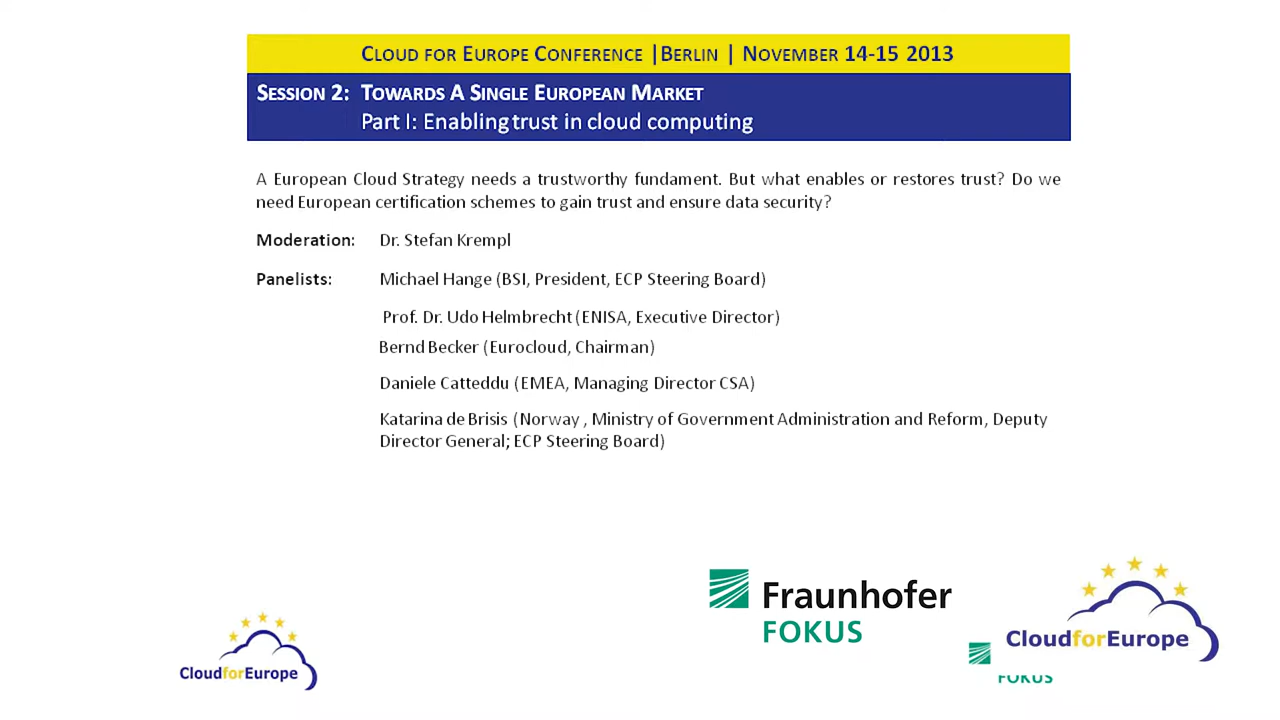 CLOUD FOR EUROPE CONFERENCE |BERLIN | NOVEMBER 14-15 2013
SESSION 2: TOWARDS A SINGLE EUROPEAN MARKET
Part I: Enabling trust in cloud computing
A European Cloud Strategy needs a trustworthy fundament. But what enables or restores trust? Do we
need European certification schemes to gain trust and ensure data security?
Moderation: Dr. Stefan Krempl
Panelists: Michael Hange (BSI, President, ECP Steering Board)
Prof. Dr. Udo Helmbrecht (ENISA, Executive Director)
Bernd Becker (Eurocloud, Chairman)
Daniele Catteddu (EMEA, Managing Director CSA)
Katarina de Brisis (Norway , Ministry of Government Administration and Reform, Deputy
Director General; ECP Steering Board)
Fraunhofer
FOKUS
CloudforEurope
CloudforEurope
FOKUS